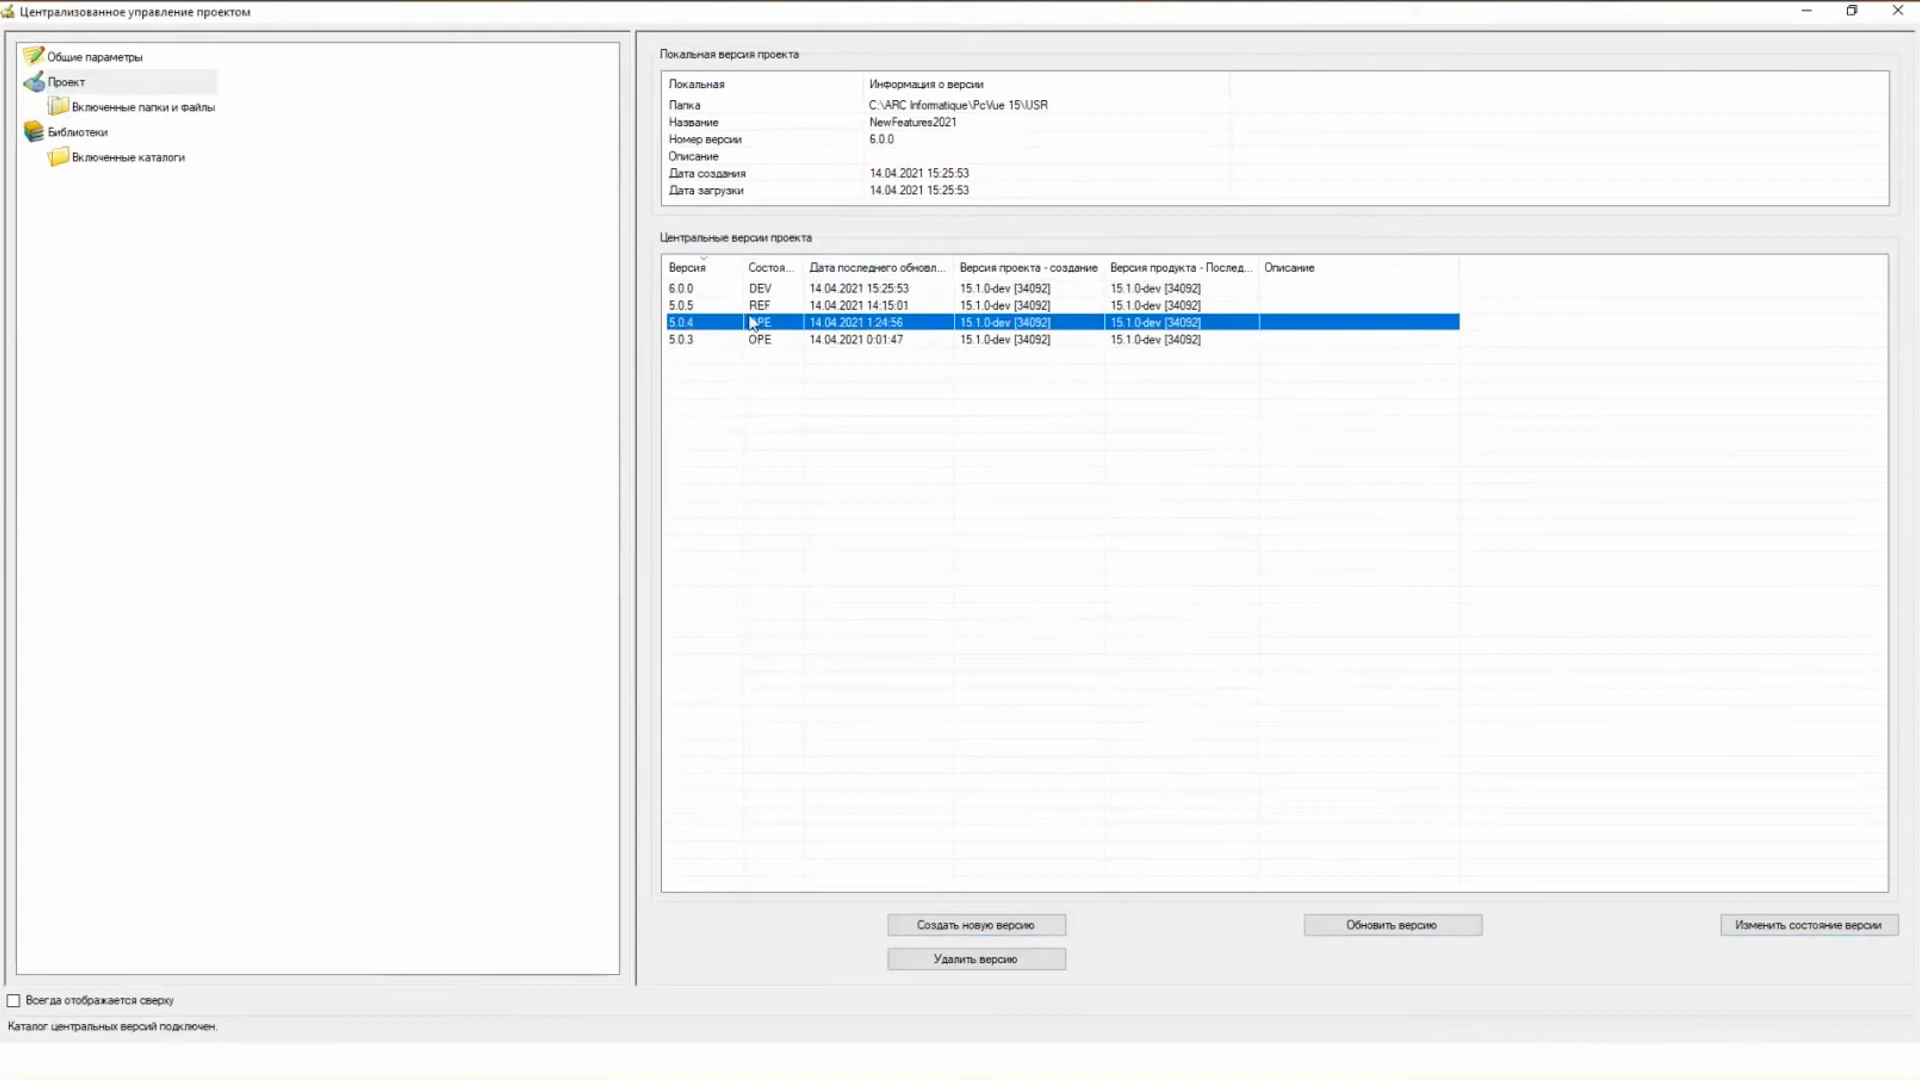 Централизованное управление проектом
Общие параметры
Проект
Включенные папки и файлы
Библиотеки
Включенные каталоги
Локальная версия проекта
Локальная Информация о версии
Папка C:\ARC Informatique\PcVue 15\USR
Название NewFeatures2021
Номер версии 6.0.0
Описание
Дата создания 14.04.2021 15:25:53
Дата загрузки 14.04.2021 15:25:53
Центральные версии проекта
Версия Состоя... Дата последнего обновл... Версия проекта - создание Версия продукта - Послед... Описание
6.0.0 DEV 14.04.2021 15:25:53 15.1.0-dev [34092] 15.1.0-dev [34092]
5.0.5 REF 14.04.2021 14:15:01 15.1.0-dev [34092] 15.1.0-dev [34092]
5.0.4 14.04.2021 1:24:56 15.1.0-dev [34092] 15.1.0-dev [34092]
5.0.3 OPE 14.04.2021 0:01:47 15.1.0-dev [34092] 15.1.0-dev [34092]
Создать новую версию Обновить версию Изменить состояние версии
Удалить версию
Всегда отображается сверху
Каталог центральных версий подключен.